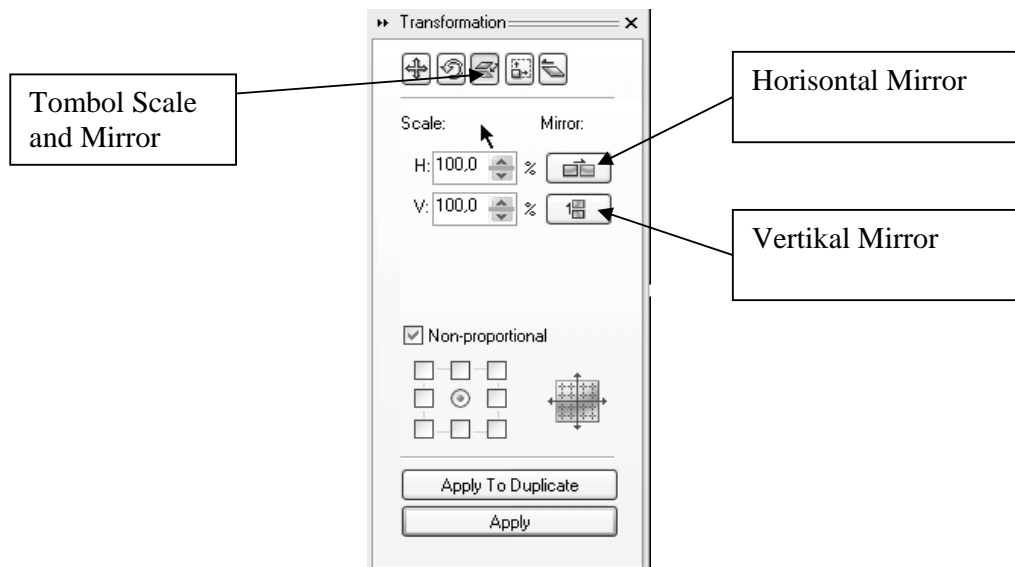 Transformation
Tombol Scale
and Mirror
Horisontal Mirror
Scale: Mirror:
H: 100,0 %
V: 100,0 %
Vertikal Mirror
Non-proportional
Apply To Duplicate
Apply